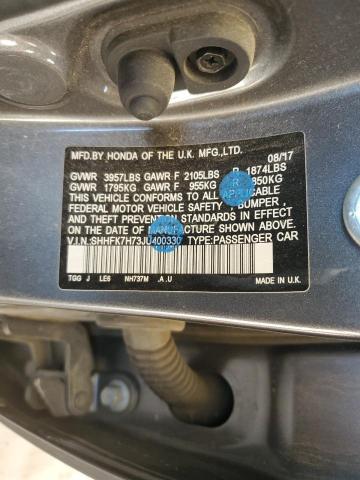 MFD.BY HONDA OF THE U.K. MFG.,LTD. 08/17
GVWR 3957LBS GAWR F 2105LBS R 1874LBS
GVWR 1795KG GAWR F 955KG R 850KG
THIS VEHICLE CONFORMS TO ALL APPLICABLE
FEDERAL MOTOR VEHICLE SAFETY, BUMPER,
AND THEFT PREVENTION STANDARDS IN EFFECT
ON THE DATE OF MANUFACTURE SHOWN ABOVE.
V.I.N.:SHHFK7H73JU400330 TYPE:PASSENGER CAR
TGG J LE6 NH737M .A .U MADE IN U.K.